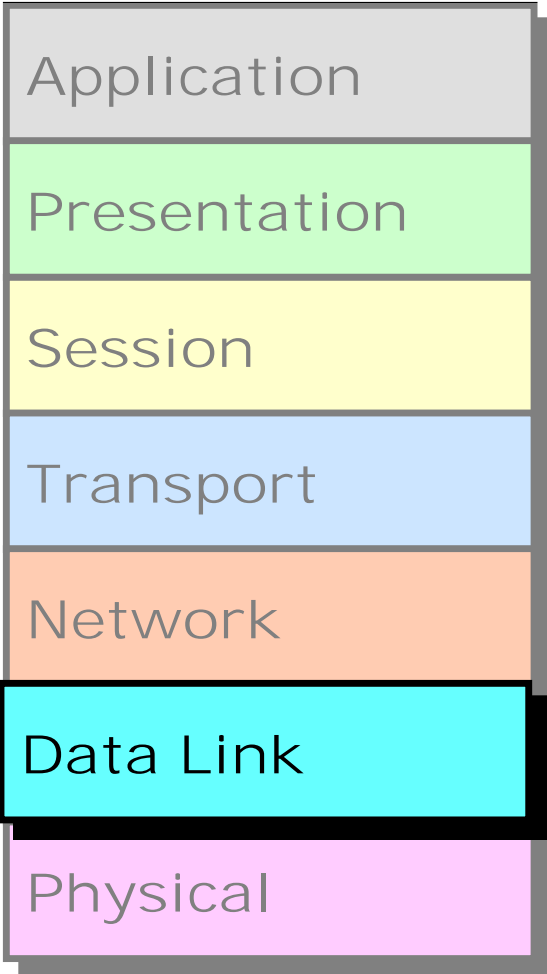 Application
Presentation
Session
Transport
Network
Data Link
Physical